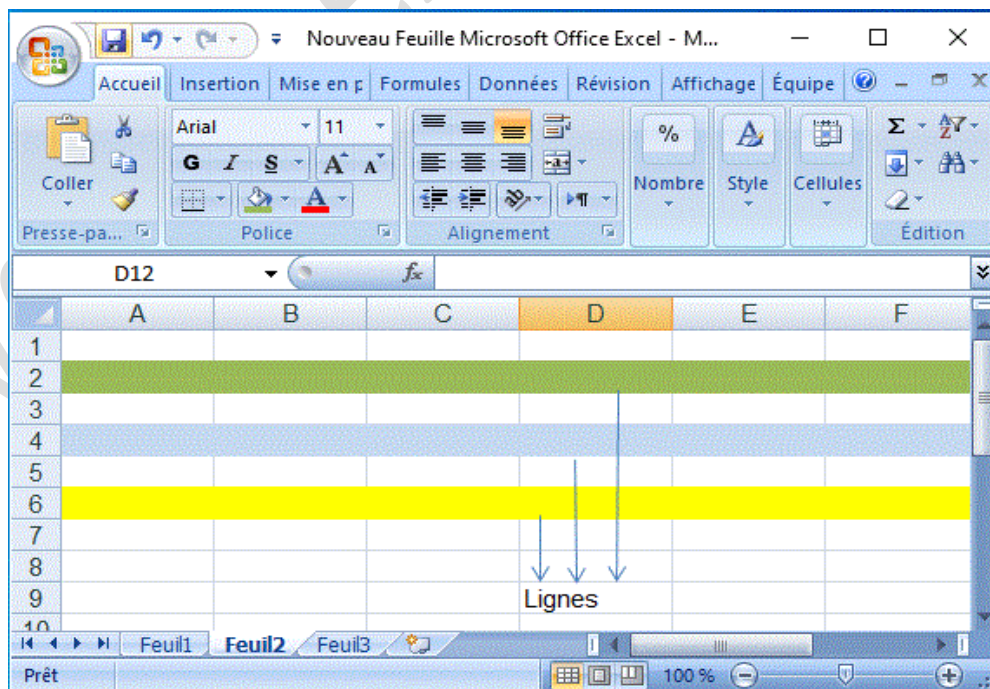 Nouveau Feuille Microsoft Office Excel - M...
Accueil Insertion Mise en p Formules Données Révision Affichage Équipe
Arial 11
% A Σ
G I S A A
Coller Nombre Style Cellules
A
Presse-pa... Police Alignement Édition
D12 fx
A B C D E F
1
2
3
4
5
6
7
8
9 Lignes
10
Feuil1 Feuil2 Feuil3
Prêt 100 %